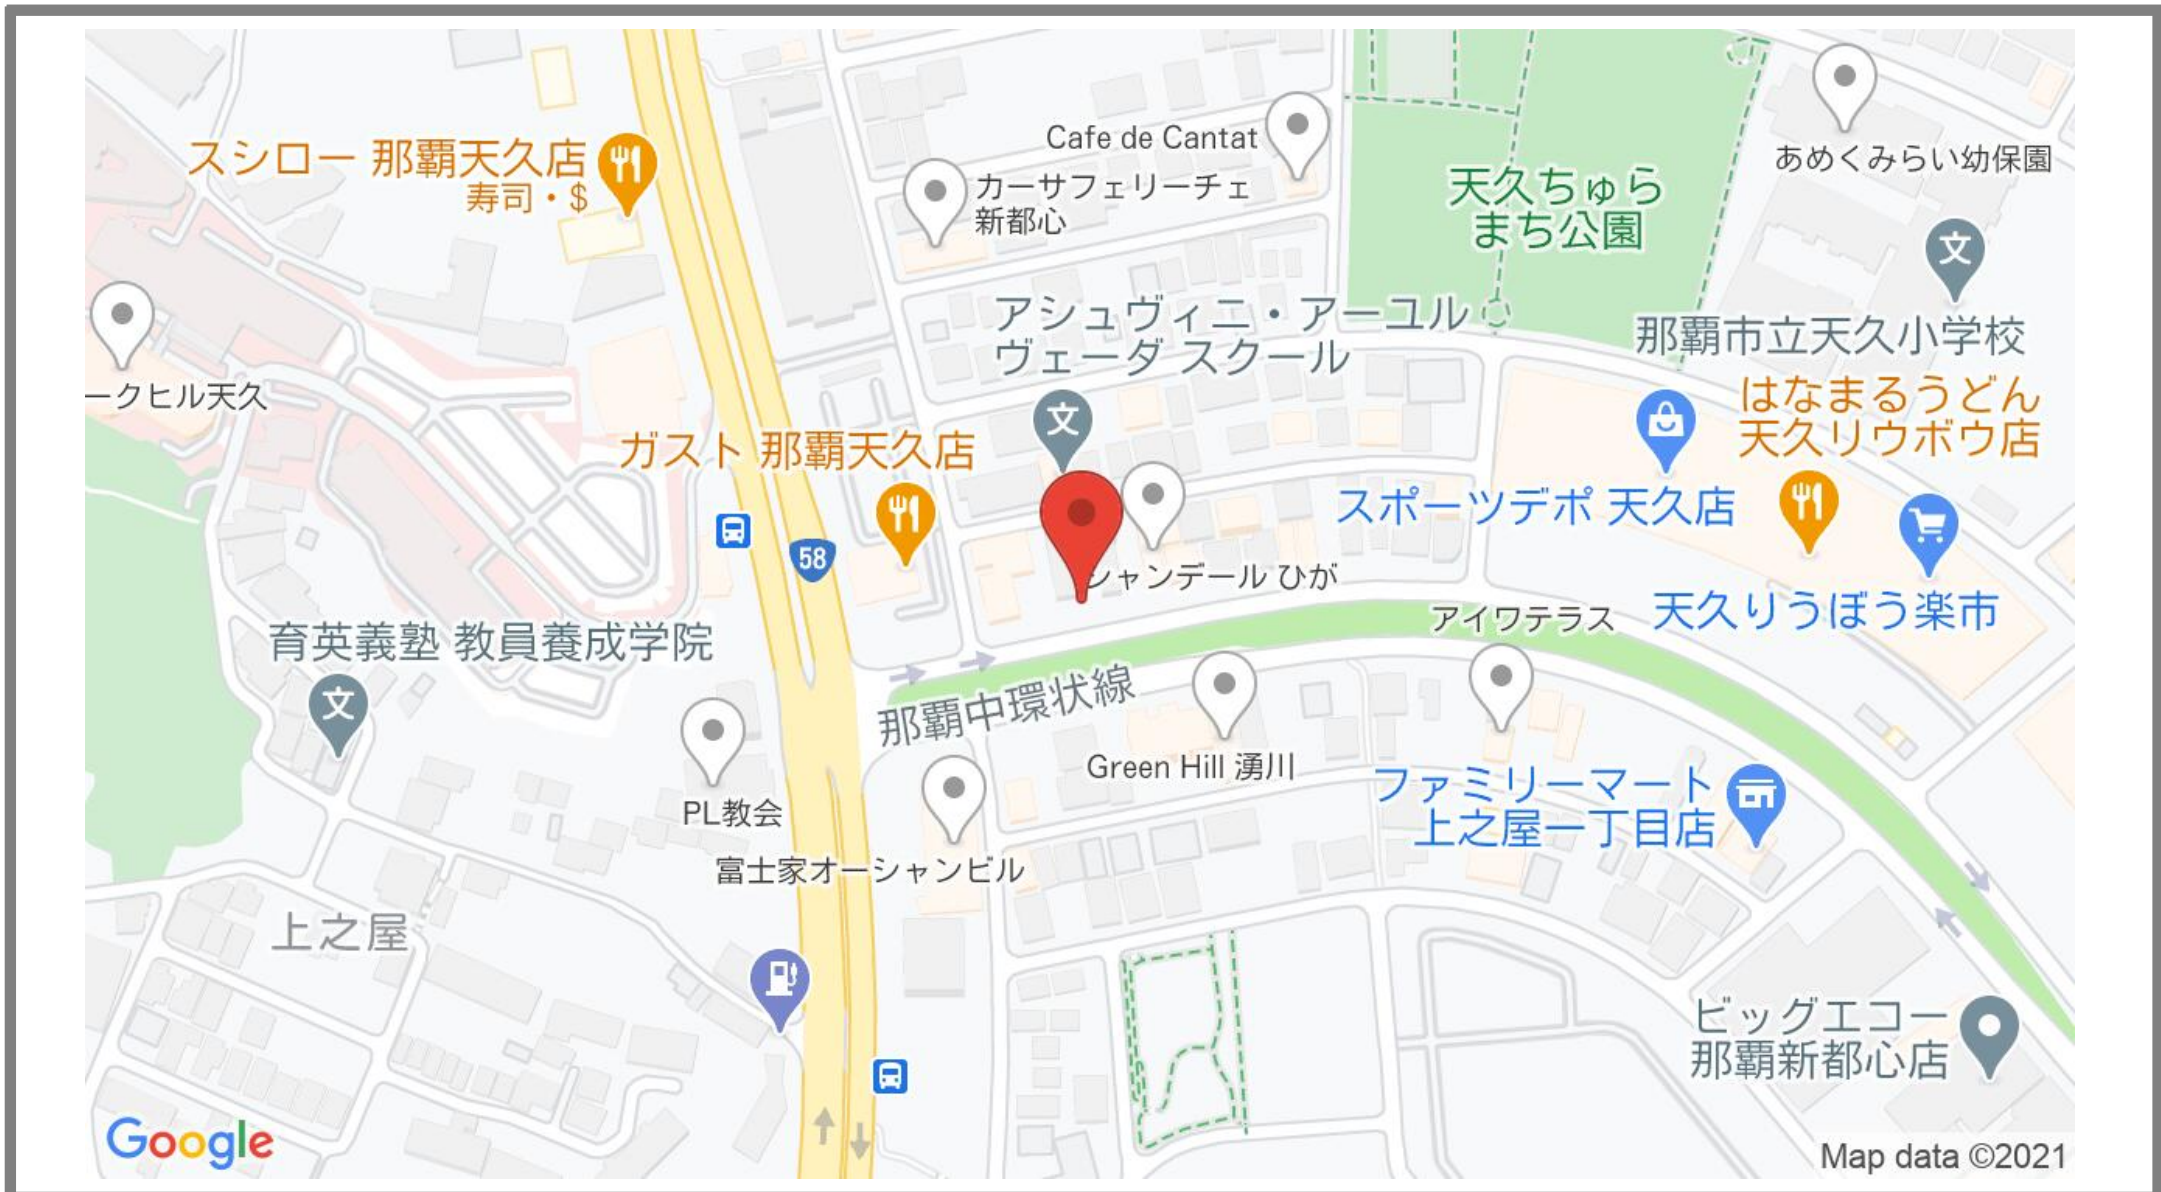 スシロー 那覇天久店
寿司・$
Cafe de Cantat
カーサフェリーチェ
新都心
天久ちゅら
まち公園
あめくみらい幼保園
文
アシュヴィニ・アーユル
ヴェーダ スクール
文
那覇市立天久小学校
はなまるうどん
天久リウボウ店
ークヒル天久
ガスト 那覇天久店
58
スポーツデポ 天久店
シャンデール ひが
アイワテラス
天久りうぼう楽市
育英義塾 教員養成学院
文
那覇中環状線
PL教会
Green Hill 湧川
ファミリーマート
上之屋一丁目店
富士家オーシャンビル
上之屋
ビッグエコー
那覇新都心店
Google
Map data ©2021